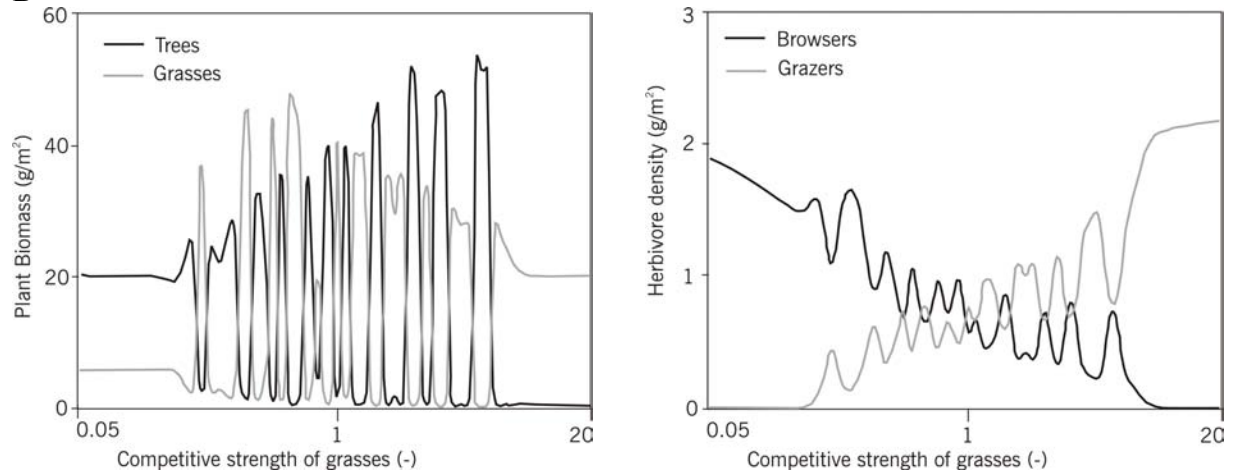 60
40
20
0
Plant Biomass (g/m²)
Trees
Grasses
0.05
1
20
Competitive strength of grasses (-)
3
2
1
0
Herbivore density (g/m²)
Browsers
Grazers
0.05
1
20
Competitive strength of grasses (-)